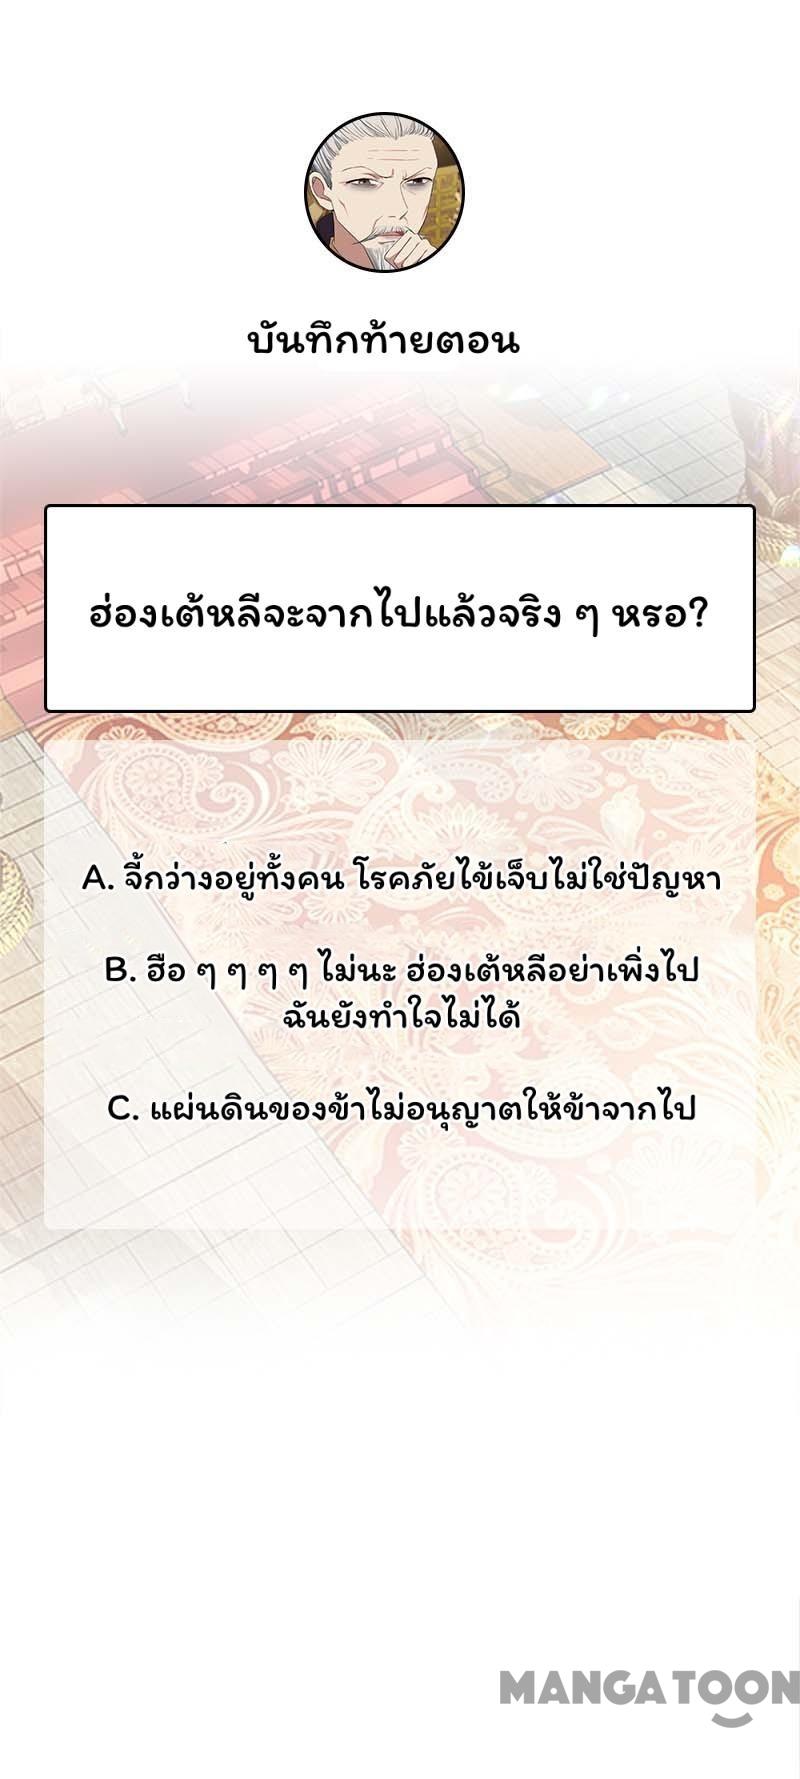 บันทึกท้ายตอน
ฮ่องเต้หลีจะจากไปแล้วจริง ๆ หรอ?
A. จี้กว่างอยู่ทั้งคน โรคภัยไข้เจ็บไม่ใช่ปัญหา
B. ฮือ ๆ ๆ ๆ ๆ ไม่นะ ฮ่องเต้หลีอย่าเพิ่งไป
ฉันยังทำใจไม่ได้
C. แผ่นดินของข้าไม่อนุญาตให้ข้าจากไป
MANGATOON